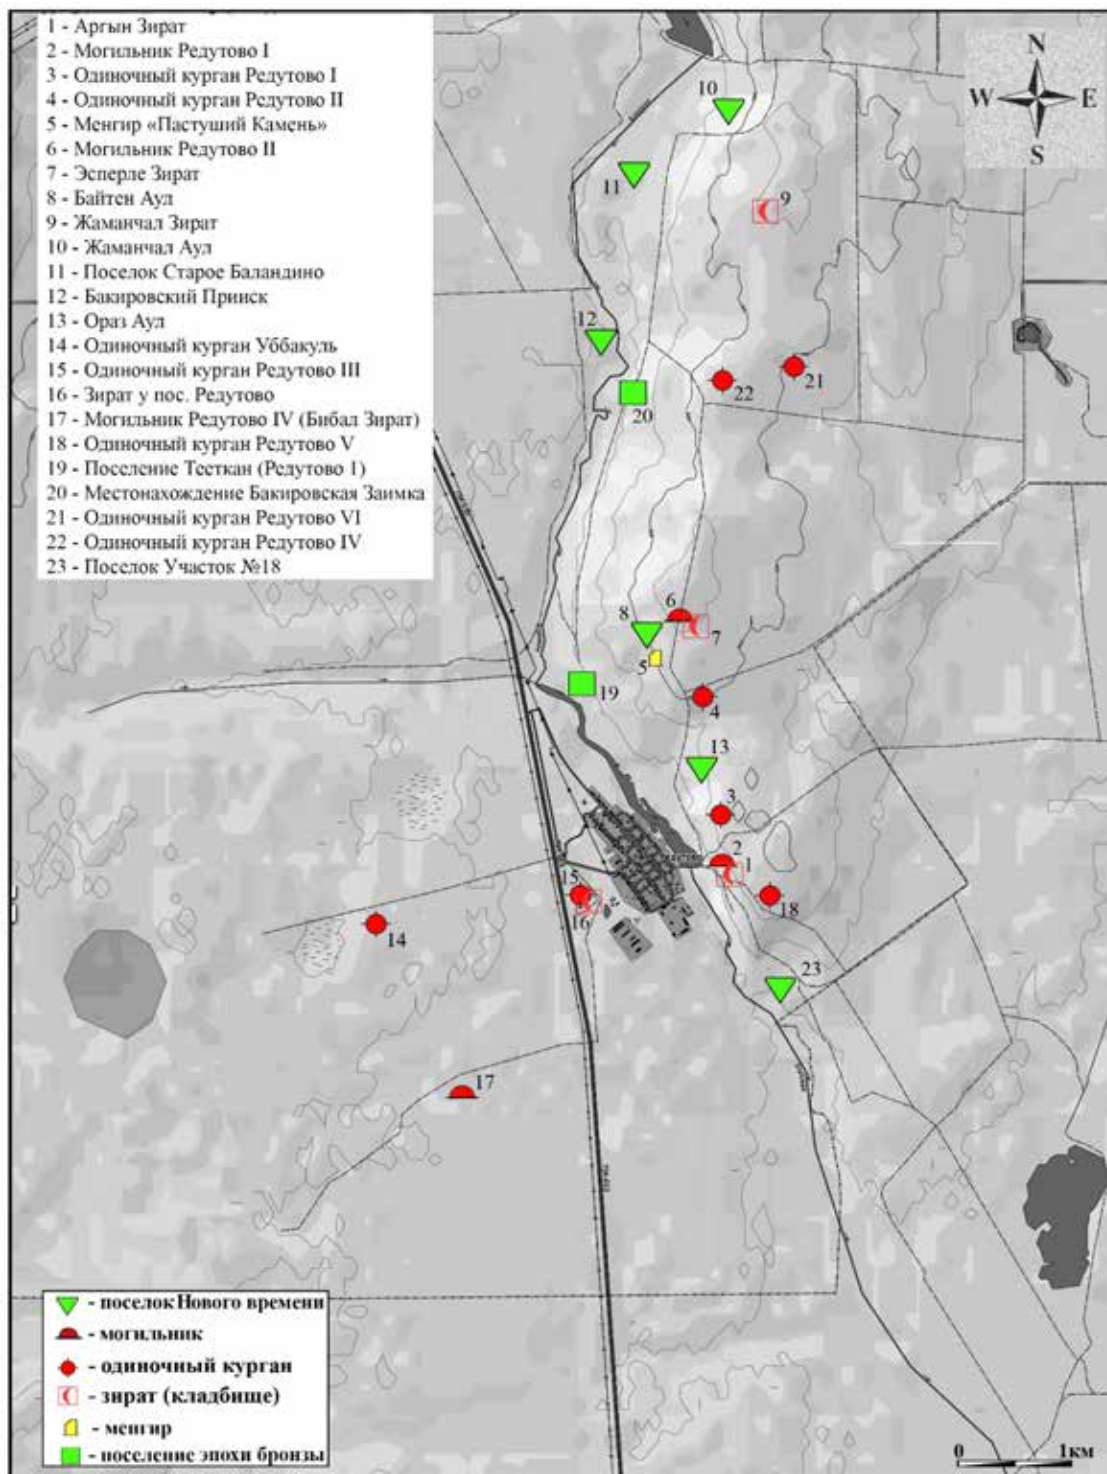 1 - Аргын Зират
2 - Могильник Редутово I
3 - Одиночный курган Редутово I
4 - Одиночный курган Редутово II
5 - Менгир «Пастуший Камень»
6 - Могильник Редутово II
7 - Эсперле Зират
8 - Байтен Аул
9 - Жаманчал Зират
10 - Жаманчал Аул
11 - Поселок Старое Баландино
12 - Бакировский Прииск
13 - Ораз Аул
14 - Одиночный курган Уббакуль
15 - Одиночный курган Редутово III
16 - Зират у пос. Редутово
17 - Могильник Редутово IV (Бибал Зират)
18 - Одиночный курган Редутово V
19 - Поселение Тееткан (Редутово 1)
20 - Местонахождение Бакировская Заимка
21 - Одиночный курган Редутово VI
22 - Одиночный курган Редутово IV
23 - Поселок Участок №18
N
W E
S
10
11
9
12
21
22
20
6
8
7
5
19
4
13
3
2
1
15
18
16
14
23
17
- поселок Нового времени
- могильник
- одиночный курган
- зират (кладбище)
- менгир
- поселение эпохи бронзы
0 1км